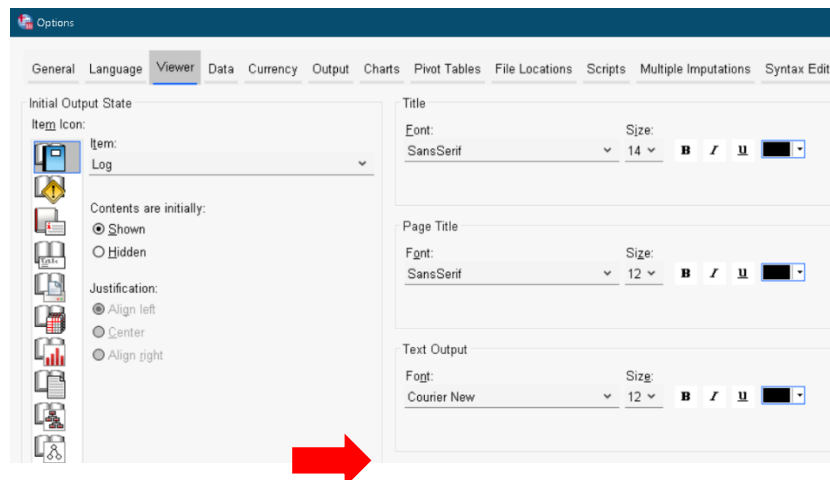 Options
General Language Viewer Data Currency Output Charts Pivot Tables File Locations Scripts Multiple Imputations Syntax Edit
Initial Output State
Item Icon:
Item:
Log
Contents are initially:
Shown
Hidden
Justification:
Align left
Center
Align right
Title
Font: Size:
SansSerif 14 B I u
Page Title
Font: Size:
SansSerif 12 B I u
Text Output
Font: Size:
Courier New 12 B I u